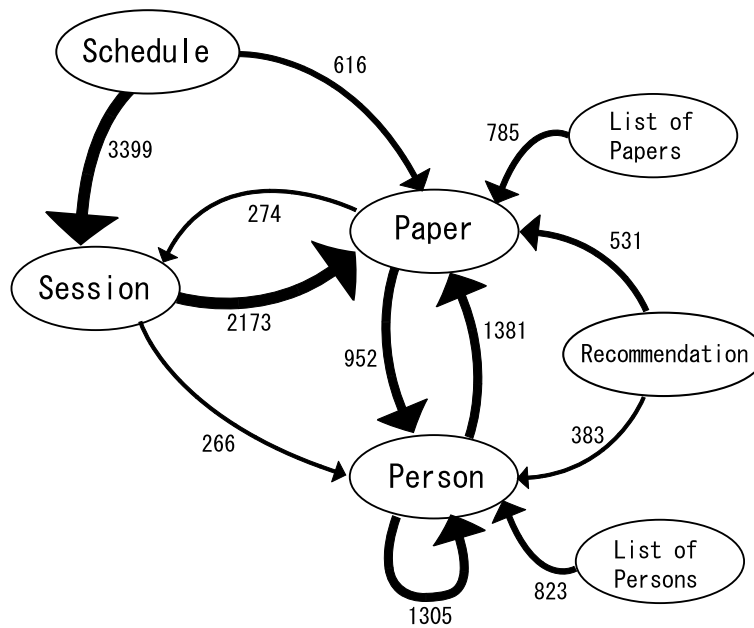 Schedule
616
3399
785
List of
Papers
274
Paper
531
Session
2173
1381
952
Recommendation
266
383
Person
List of
Persons
823
1305